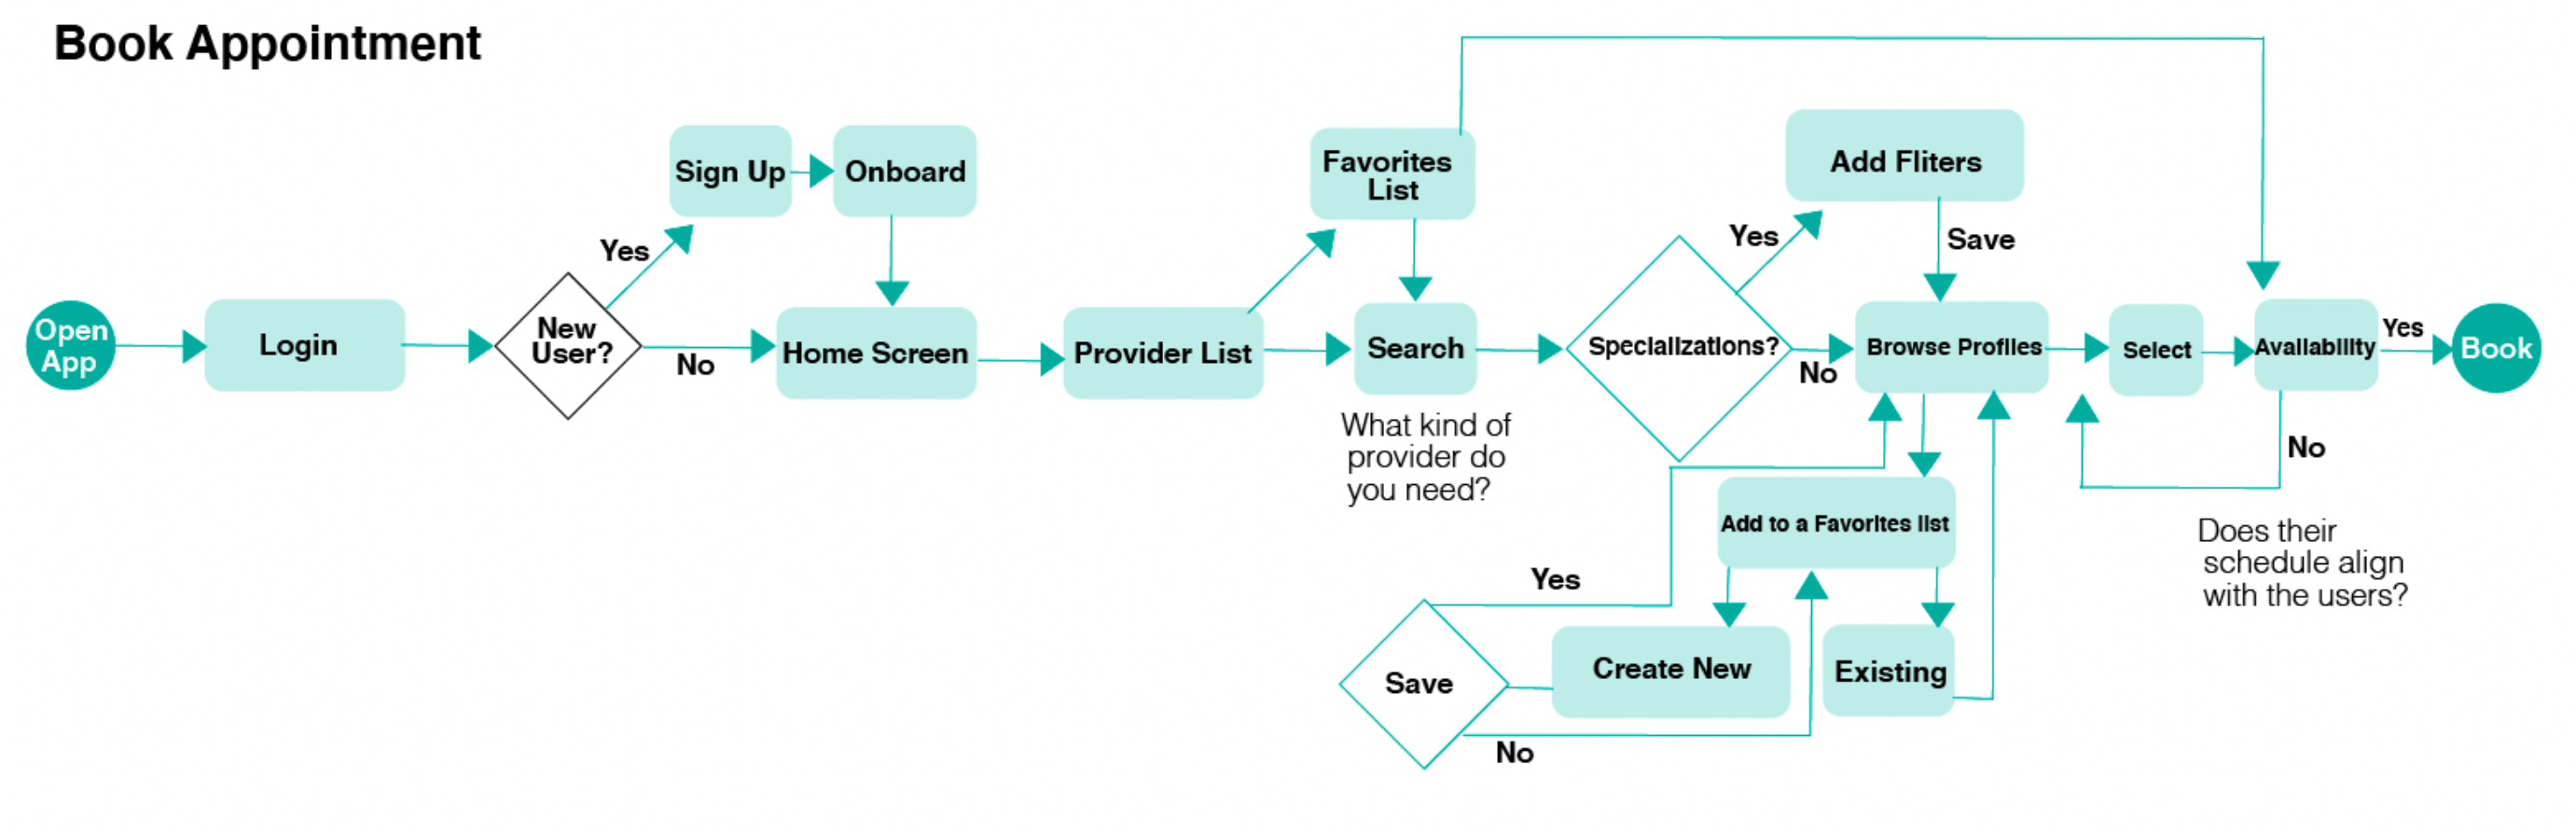 Book Appointment
Sign Up
Onboard
Yes
Open
App
Login
New
User?
No
Home Screen
Provider List
Favorites
List
Search
What kind of
provider do
you need?
Specializations?
Yes
Add Fliters
Save
No
Browse Profiles
Select
Availability
Yes
Book
No
Does their
schedule align
with the users?
Add to a Favorites list
Yes
Save
Create New
Existing
No